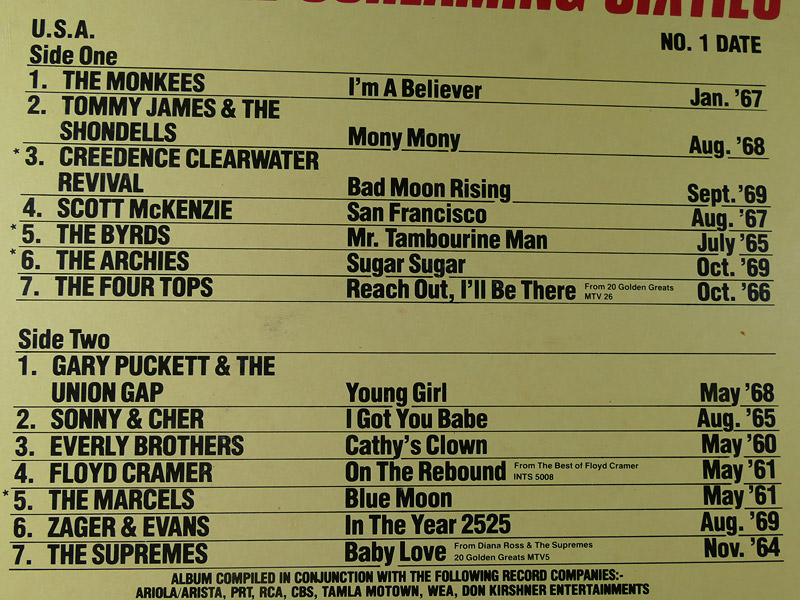 SCREAMING SIXTIES
U.S.A.
Side One NO. 1 DATE
1. THE MONKEES I'm A Believer Jan. '67
2. TOMMY JAMES & THE
SHONDELLS Mony Mony Aug. '68
*3. CREEDENCE CLEARWATER
REVIVAL Bad Moon Rising Sept. '69
4. SCOTT McKENZIE San Francisco Aug. '67
*5. THE BYRDS Mr. Tambourine Man July '65
*6. THE ARCHIES Sugar Sugar Oct. '69
7. THE FOUR TOPS Reach Out, I'll Be There From 20 Golden Greats Oct. '66
MTV 26
Side Two
1. GARY PUCKETT & THE
UNION GAP Young Girl May '68
2. SONNY & CHER I Got You Babe Aug. '65
3. EVERLY BROTHERS Cathy's Clown May '60
4. FLOYD CRAMER On The Rebound From The Best of Floyd Cramer May '61
INTS 5008
*5. THE MARCELS Blue Moon May '61
6. ZAGER & EVANS In The Year 2525 Aug. '69
7. THE SUPREMES Baby Love From Diana Ross & The Supremes Nov. '64
20 Golden Greats MTV5
ALBUM COMPILED IN CONJUNCTION WITH THE FOLLOWING RECORD COMPANIES:-
ARIOLA/ARISTA, PRT, RCA, CBS, TAMLA MOTOWN, WEA, DON KIRSHNER ENTERTAINMENTS